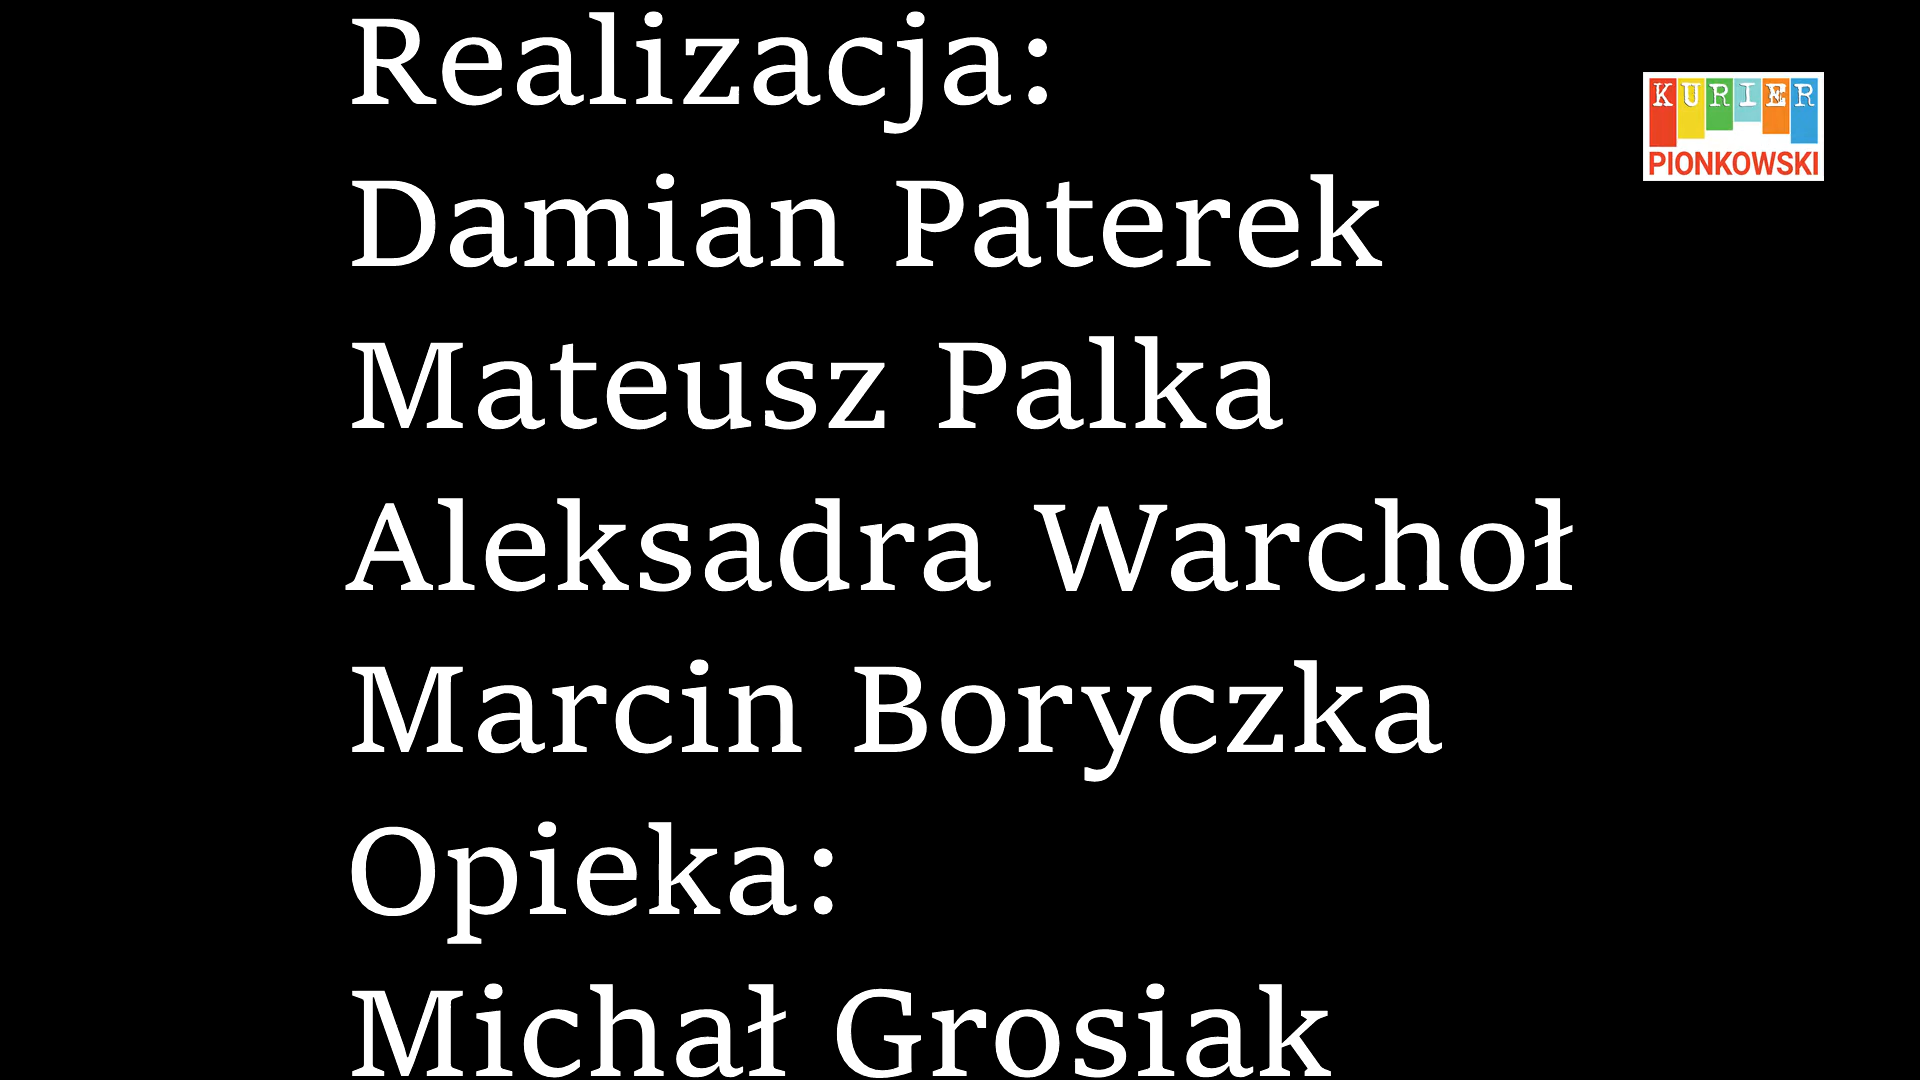 Realizacja:
Damian Paterek
Mateusz Palka
Aleksadra Warchoł
Marcin Boryczka
Opieka:
Michał Grosiak
KURIER
PIONKOWSKI